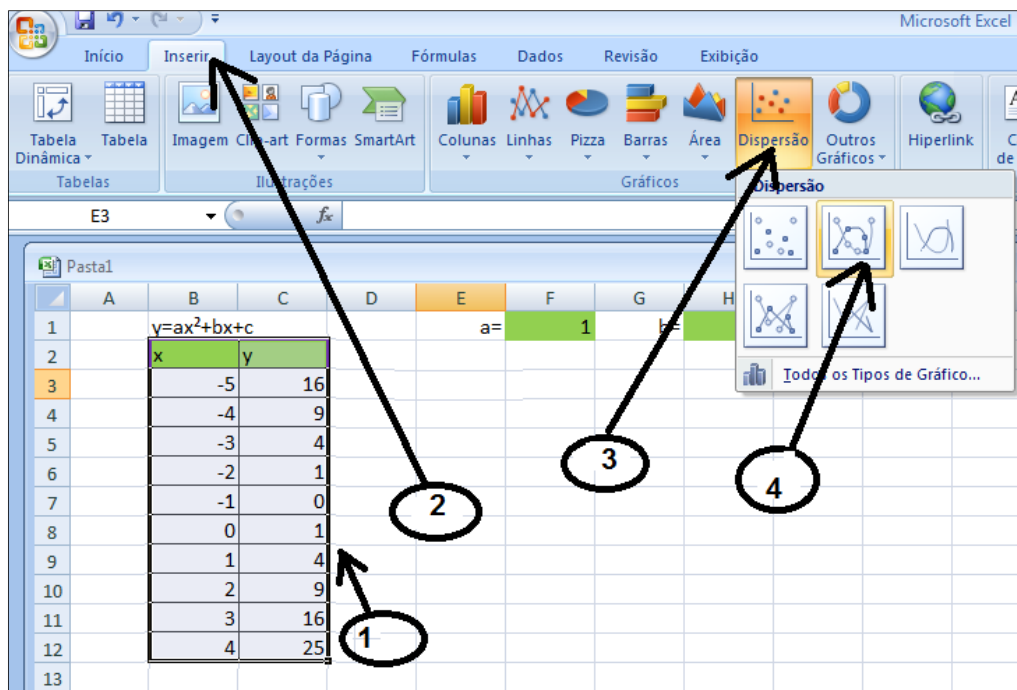 Microsoft Excel
Início Inserir Layout da Página Fórmulas Dados Revisão Exibição
Tabela Dinâmica Tabela Imagem Clip-art Formas SmartArt Colunas Linhas Pizza Barras Área Dispersão Outros Gráficos Hiperlink de
Tabelas Ilustrações Gráficos
Dispersão
E3 fx
Pasta1
A B C D E F G H
1 y=ax²+bx+c a= 1 b=
2 x y
Todos os Tipos de Gráfico...
3 -5 16
4 -4 9
5 -3 4
6 -2 1
7 -1 0
8 0 1
9 1 4
10 2 9
11 3 16
12 4 25
13
3
4
2
1